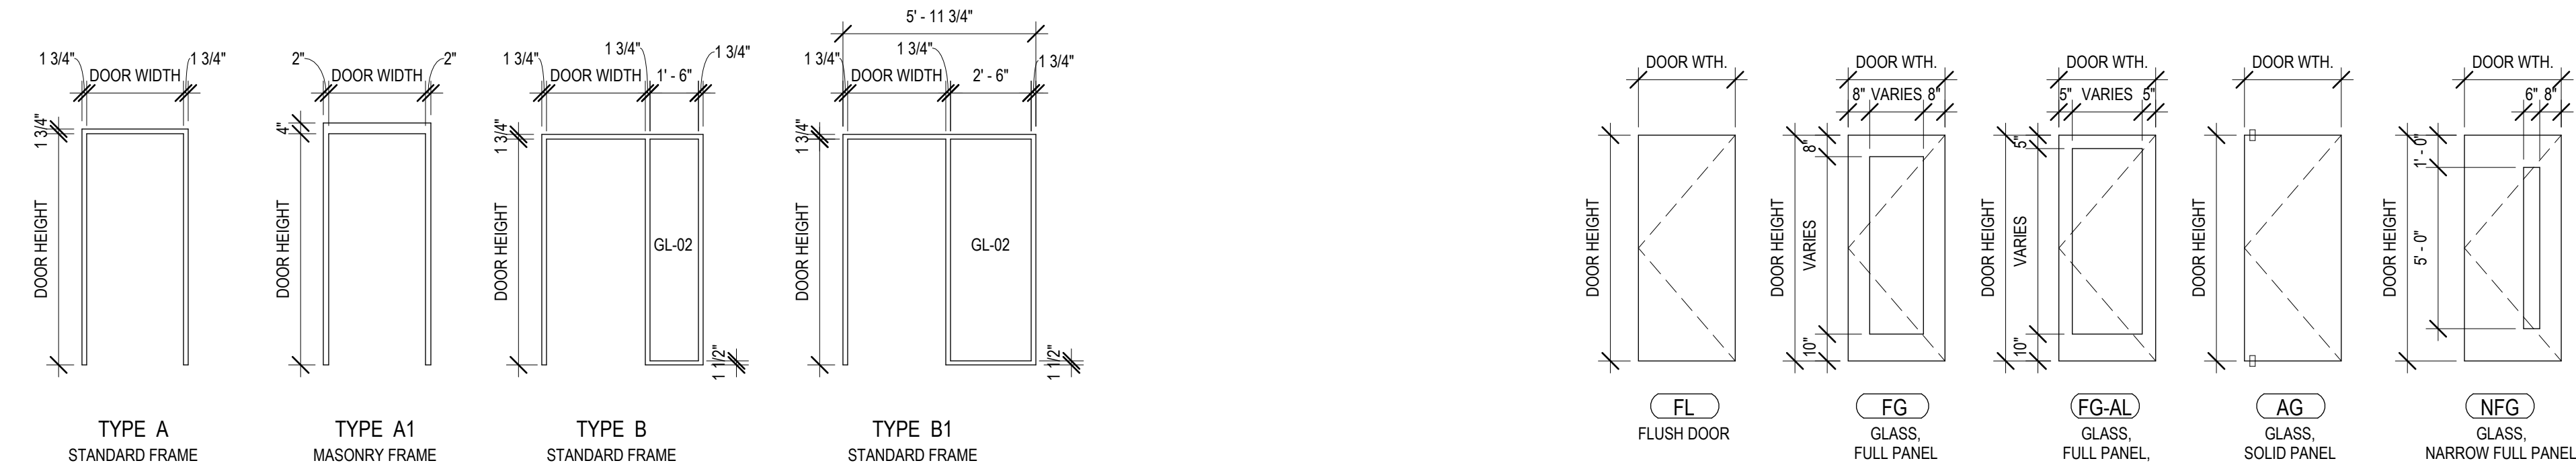 1 3/4"
DOOR WIDTH
1 3/4"
1 3/4"
DOOR HEIGHT
TYPE A
STANDARD FRAME
2"
DOOR WIDTH
2"
4"
DOOR HEIGHT
TYPE A1
MASONRY FRAME
1 3/4"
DOOR WIDTH
1 3/4"
1' - 6"
1 3/4"
1 3/4"
DOOR HEIGHT
GL-02
1 1/2"
TYPE B
STANDARD FRAME
5' - 11 3/4"
1 3/4"
DOOR WIDTH
1 3/4"
2' - 6"
1 3/4"
1 3/4"
DOOR HEIGHT
GL-02
1 1/2"
TYPE B1
STANDARD FRAME
DOOR WTH.
DOOR HEIGHT
FL
FLUSH DOOR
DOOR WTH.
8" VARIES 8"
8"
DOOR HEIGHT
VARIES
10"
FG
GLASS,
FULL PANEL
DOOR WTH.
5" VARIES 5"
5"
DOOR HEIGHT
VARIES
10"
FG-AL
GLASS,
FULL PANEL,
DOOR WTH.
DOOR HEIGHT
AG
GLASS,
SOLID PANEL
DOOR WTH.
6" 8"
1' - 0"
DOOR HEIGHT
5' - 0"
NFG
GLASS,
NARROW FULL PANEL